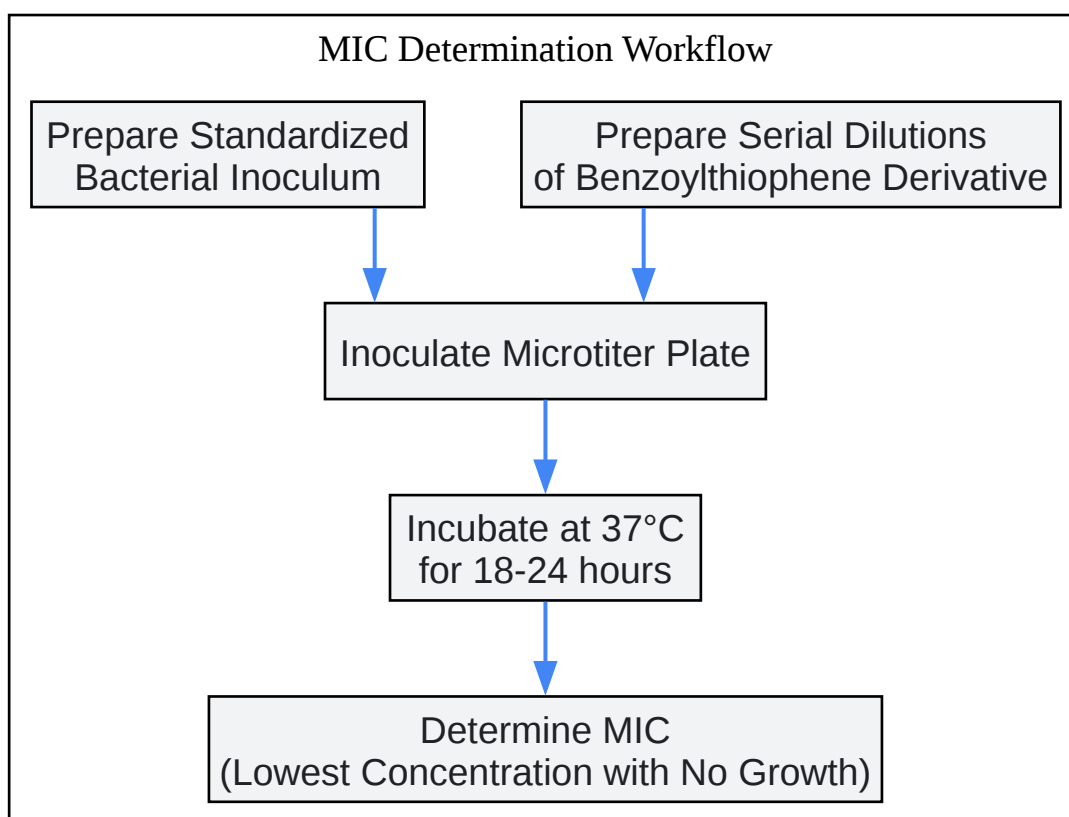 MIC Determination Workflow
Prepare Standardized
Bacterial Inoculum
Prepare Serial Dilutions
of Benzoylthiophene Derivative
Inoculate Microtiter Plate
Incubate at 37°C
for 18-24 hours
Determine MIC
(Lowest Concentration with No Growth)